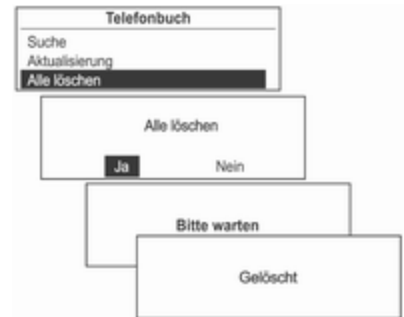 Telefonbuch
Suche
Aktualisierung
Alle löschen
Alle löschen
Ja Nein
Bitte warten
Gelöscht